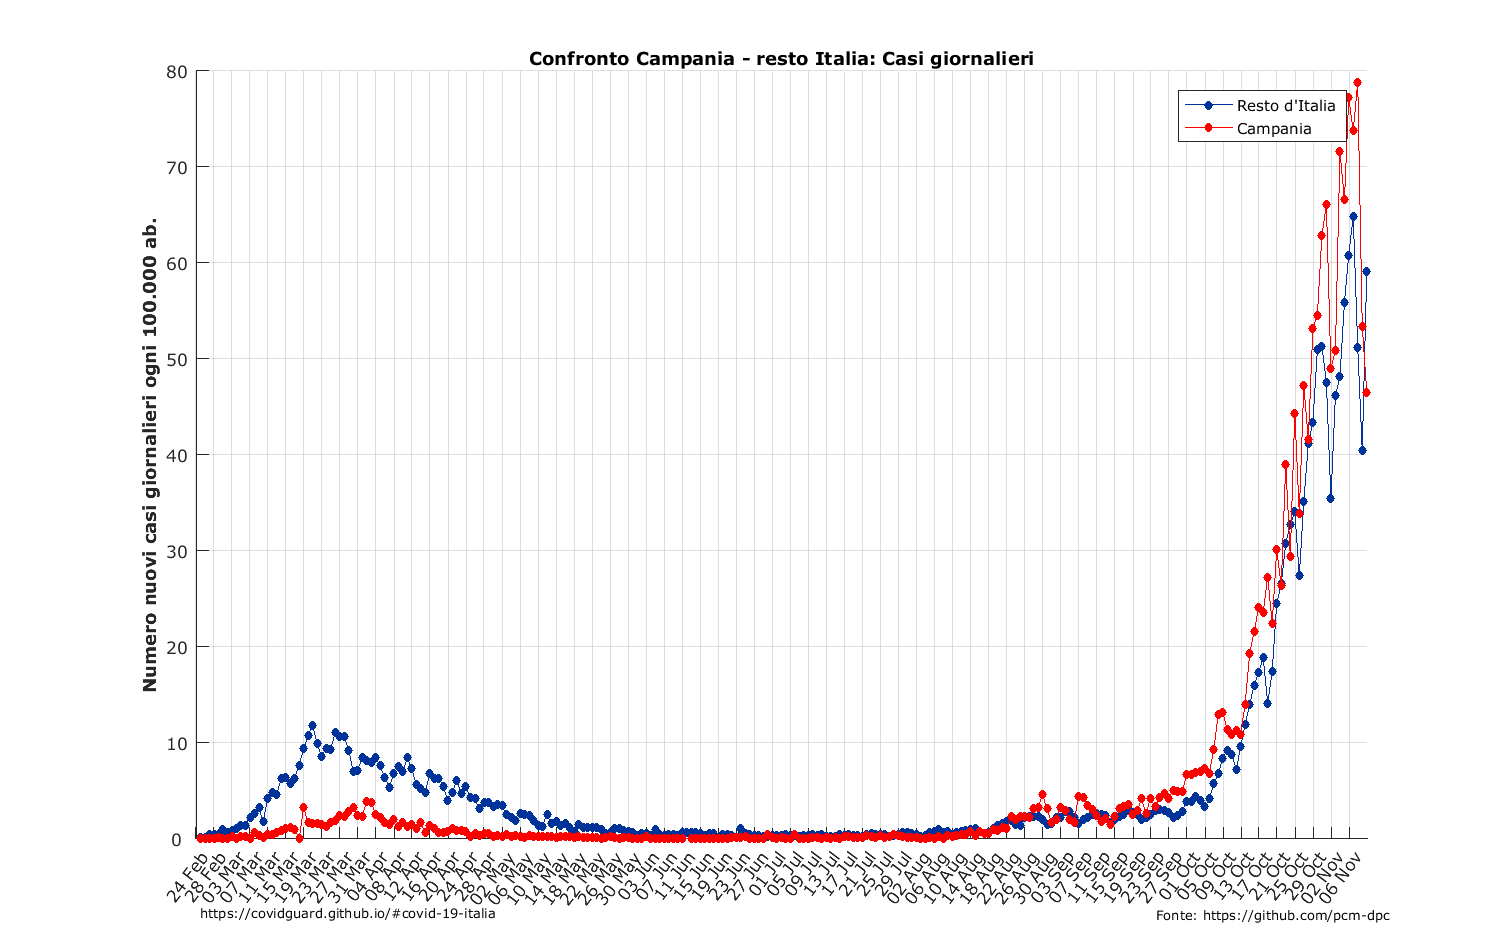 Confronto Campania - resto Italia: Casi giornalieri
Numero nuovi casi giornalieri ogni 100.000 ab.
80
70
60
50
40
30
20
10
0
Resto d'Italia
Campania
24 Feb
28 Feb
03 Mar
07 Mar
11 Mar
15 Mar
19 Mar
23 Mar
27 Mar
31 Mar
04 Apr
08 Apr
12 Apr
16 Apr
20 Apr
24 Apr
28 Apr
02 May
06 May
10 May
14 May
18 May
22 May
26 May
30 May
03 Jun
07 Jun
11 Jun
15 Jun
19 Jun
23 Jun
27 Jun
01 Jul
05 Jul
09 Jul
13 Jul
17 Jul
21 Jul
25 Jul
29 Jul
02 Aug
06 Aug
10 Aug
14 Aug
18 Aug
22 Aug
26 Aug
30 Aug
03 Sep
07 Sep
11 Sep
15 Sep
19 Sep
23 Sep
27 Sep
01 Oct
05 Oct
09 Oct
13 Oct
17 Oct
21 Oct
25 Oct
29 Oct
02 Nov
06 Nov
https://covidguard.github.io/#covid-19-italia
Fonte: https://github.com/pcm-dpc